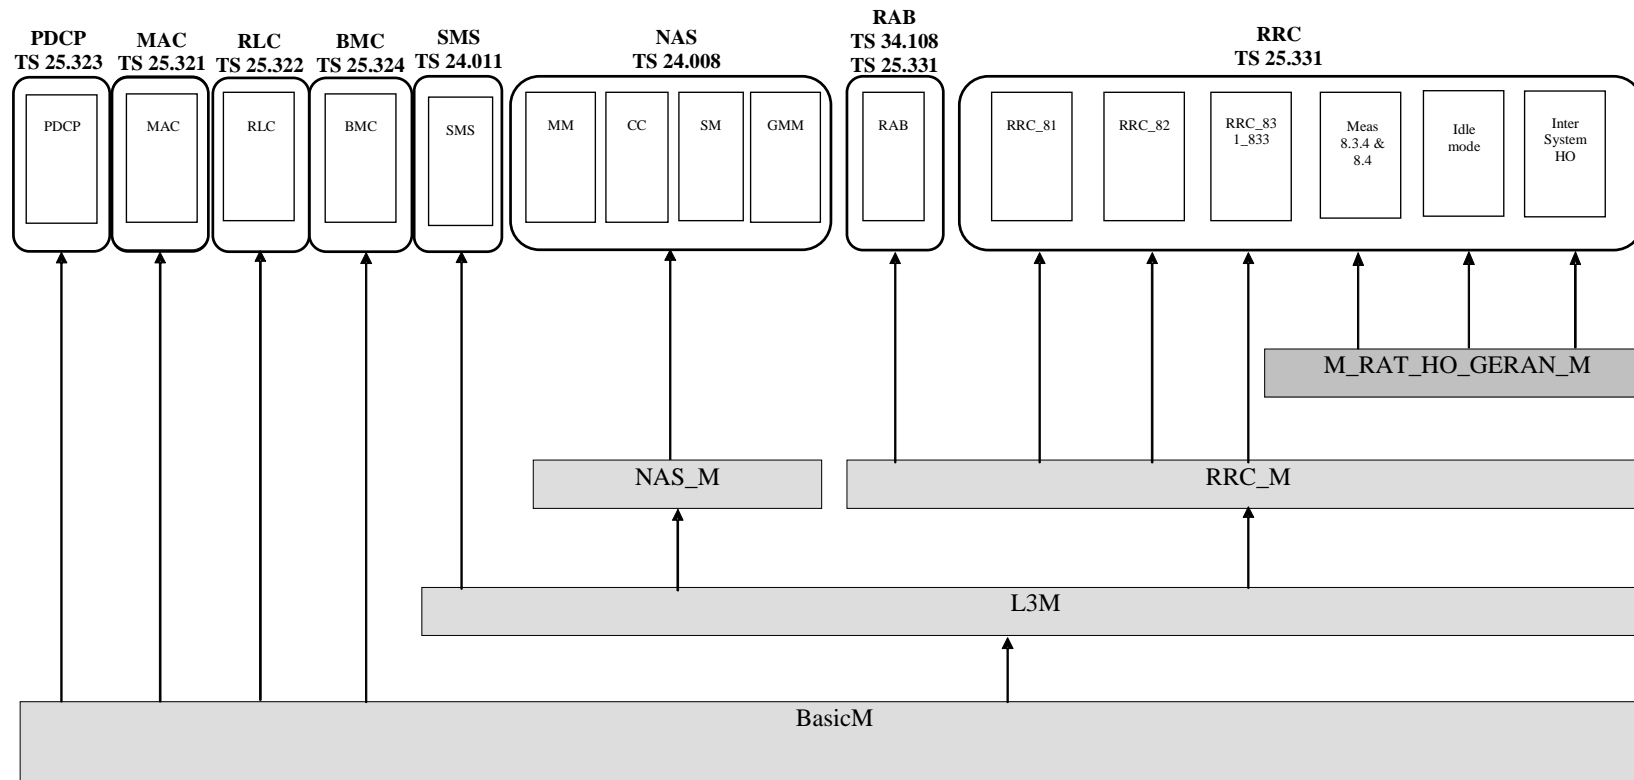 PDCP
TS 25.323
MAC
TS 25.321
RLC
TS 25.322
BMC
TS 25.324
SMS
TS 24.011
NAS
TS 24.008
RAB
TS 34.108
TS 25.331
RRC
TS 25.331
PDCP
MAC
RLC
BMC
SMS
MM
CC
SM
GMM
RAB
RRC_81
RRC_82
RRC_83
1_833
Meas
8.3.4 &
8.4
Idle
mode
Inter
System
HO
M_RAT_HO_GERAN_M
NAS_M
RRC_M
L3M
BasicM